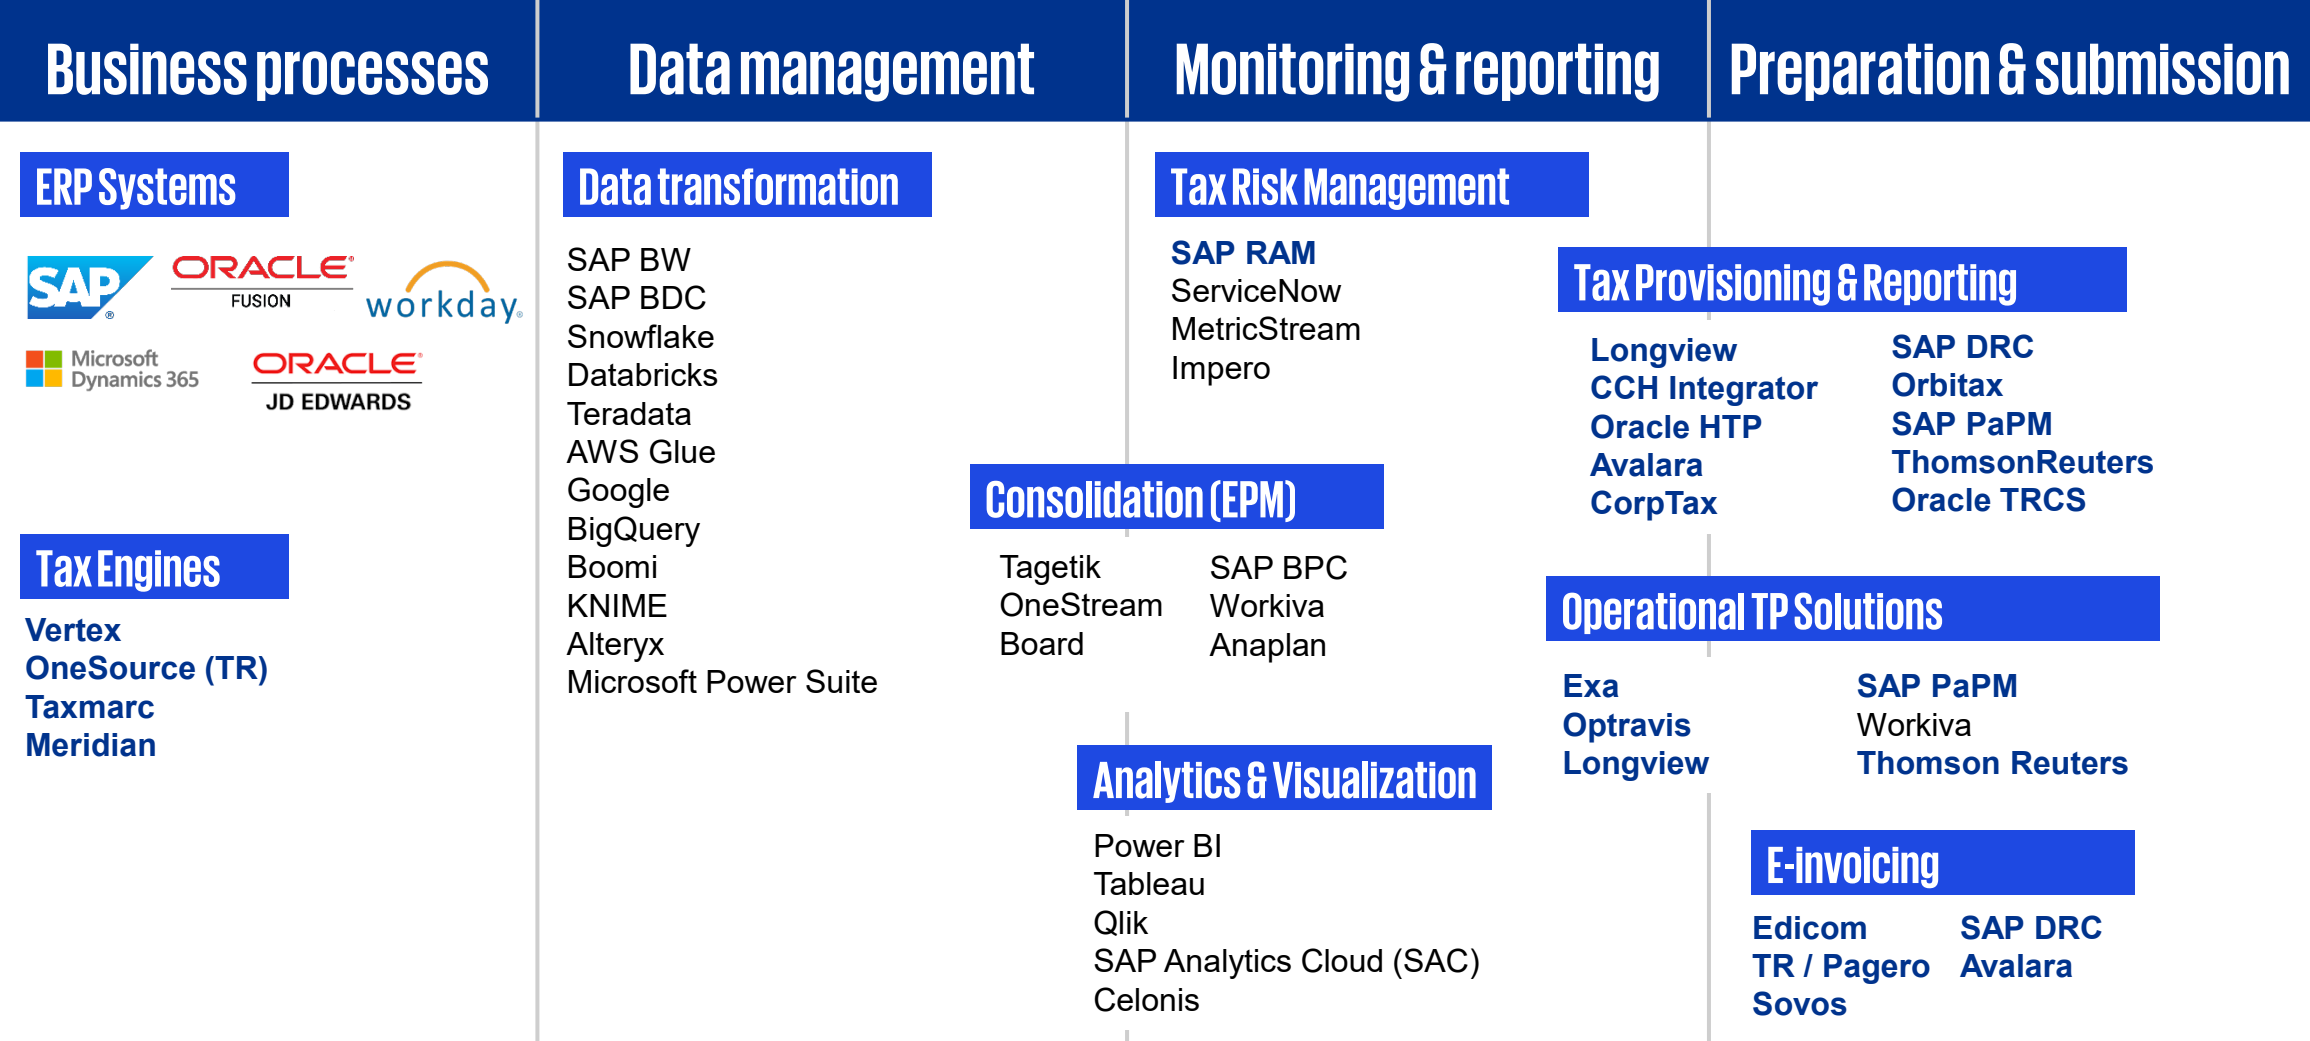 Business processes
Data management
Monitoring & reporting
Preparation & submission
ERP Systems
SAP
®
ORACLE®
FUSION
workday®
Microsoft
Dynamics 365
ORACLE®
JD EDWARDS
Tax Engines
Vertex
OneSource (TR)
Taxmarc
Meridian
Data transformation
SAP BW
SAP BDC
Snowflake
Databricks
Teradata
AWS Glue
Google
BigQuery
Boomi
KNIME
Alteryx
Microsoft Power Suite
Tax Risk Management
SAP RAM
ServiceNow
MetricStream
Impero
Consolidation (EPM)
Tagetik
OneStream
Board
SAP BPC
Workiva
Anaplan
Analytics & Visualization
Power BI
Tableau
Qlik
SAP Analytics Cloud (SAC)
Celonis
Tax Provisioning & Reporting
Longview
CCH Integrator
Oracle HTP
Avalara
CorpTax
SAP DRC
Orbitax
SAP PaPM
ThomsonReuters
Oracle TRCS
Operational TP Solutions
Exa
Optravis
Longview
SAP PaPM
Workiva
Thomson Reuters
E-invoicing
Edicom
TR / Pagero
Sovos
SAP DRC
Avalara